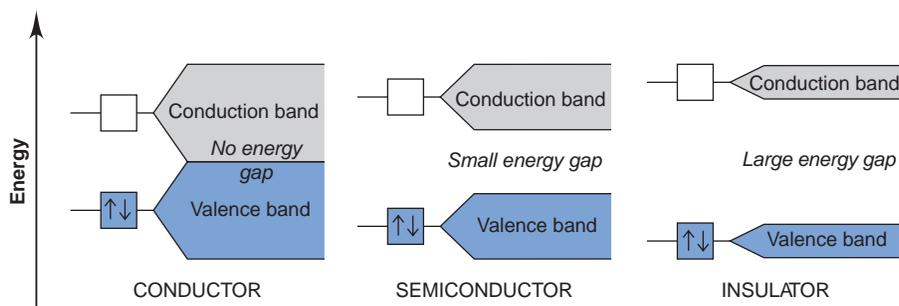 Energy
Conduction band
No energy
gap
Valence band
CONDUCTOR
Conduction band
Small energy gap
Valence band
SEMICONDUCTOR
Conduction band
Large energy gap
Valence band
INSULATOR